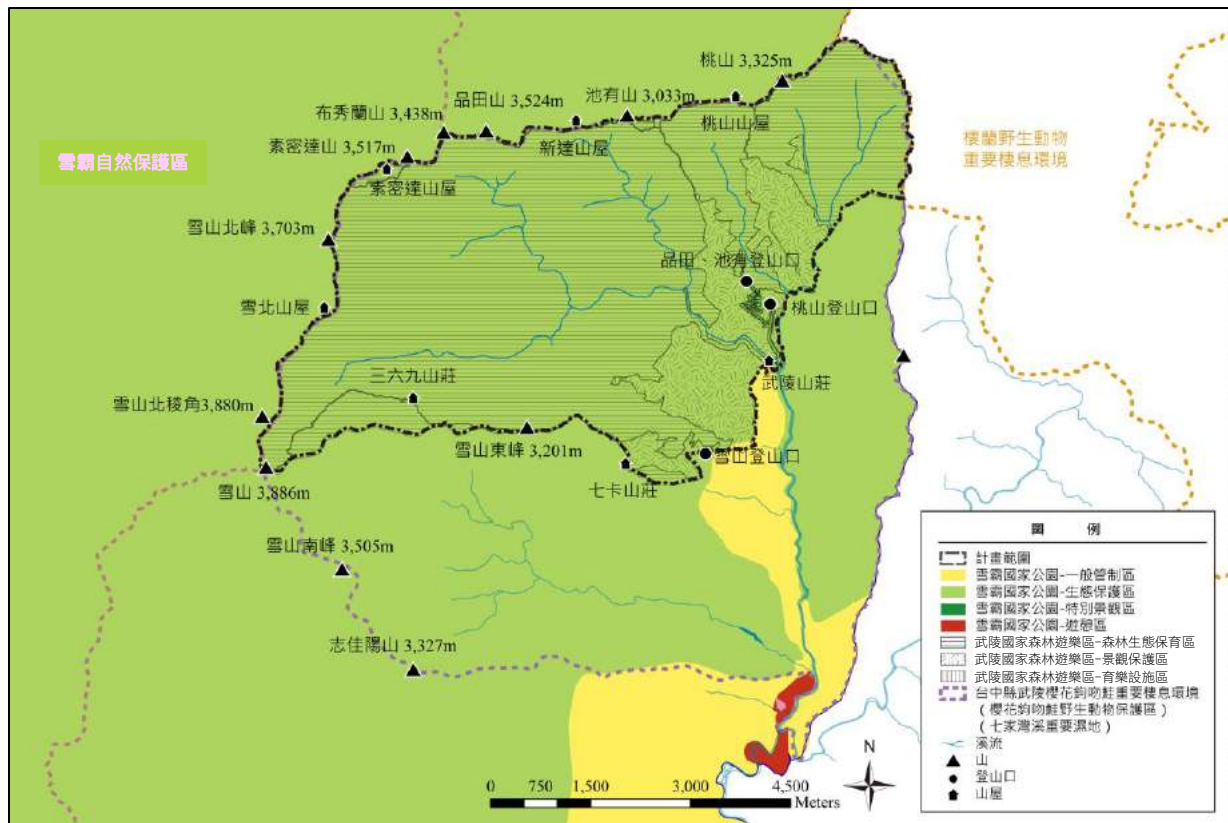 桃山 3,325m
池有山 3,033m
品田山 3,524m
布秀蘭山 3,438m
素密達山 3,517m
桃山山屋
新達山屋
素密達山屋
雪霸自然保護區
棲蘭野生動物
重要棲息環境
雪山北峰 3,703m
品田、池有登山口
雪北山屋
桃山登山口
三六九山莊
武陵山莊
雪山北稜角3,880m
雪山東峰 3,201m
雪山登山口
七卡山莊
雪山 3,886m
雪山南峰 3,505m
志佳陽山 3,327m
圖 例
計畫範圍
雪霸國家公園-一般管制區
雪霸國家公園-生態保護區
雪霸國家公園-特別景觀區
雪霸國家公園-遊憩區
武陵國家森林遊樂區-森林生態保育區
武陵國家森林遊樂區-景觀保護區
武陵國家森林遊樂區-育樂設施區
台中縣武陵櫻花鉤吻鮭重要棲息環境
(櫻花鉤吻鮭野生動物保護區)
(七家灣溪重要濕地)
溪流
山
登山口
山屋
N
0 750 1,500 3,000 4,500
Meters